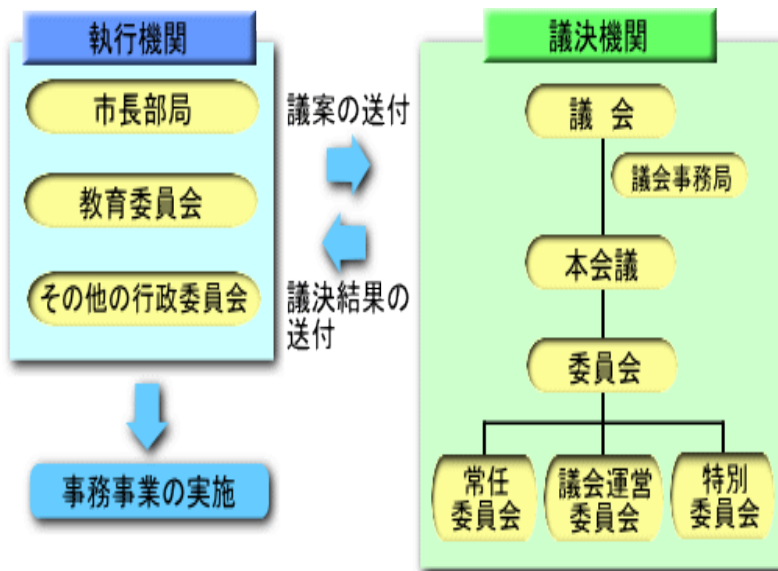 執行機関
市長部局
教育委員会
その他の行政委員会
事務事業の実施
議案の送付
議決結果の
送付
議決機関
議 会
議会事務局
本会議
委員会
常任
委員会
議会運営
委員会
特別
委員会